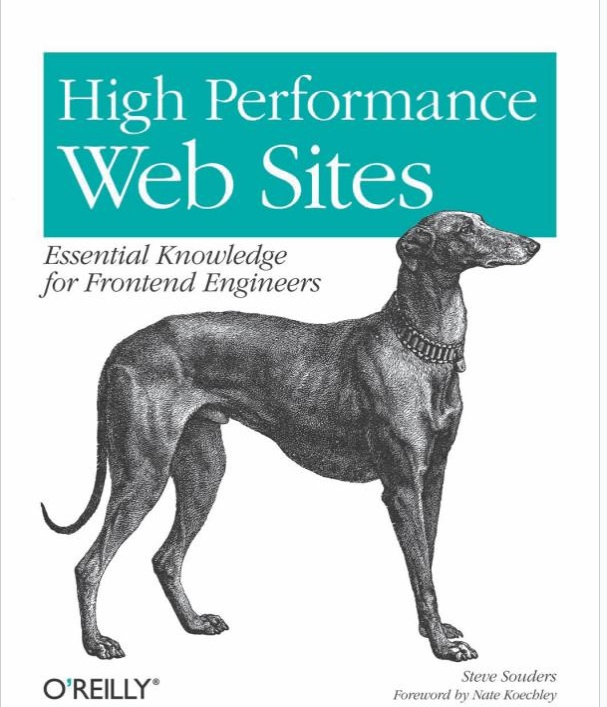 High Performance
Web Sites
Essential Knowledge
for Frontend Engineers
O'REILLY®
Steve Souders
Foreword by Nate Koechley